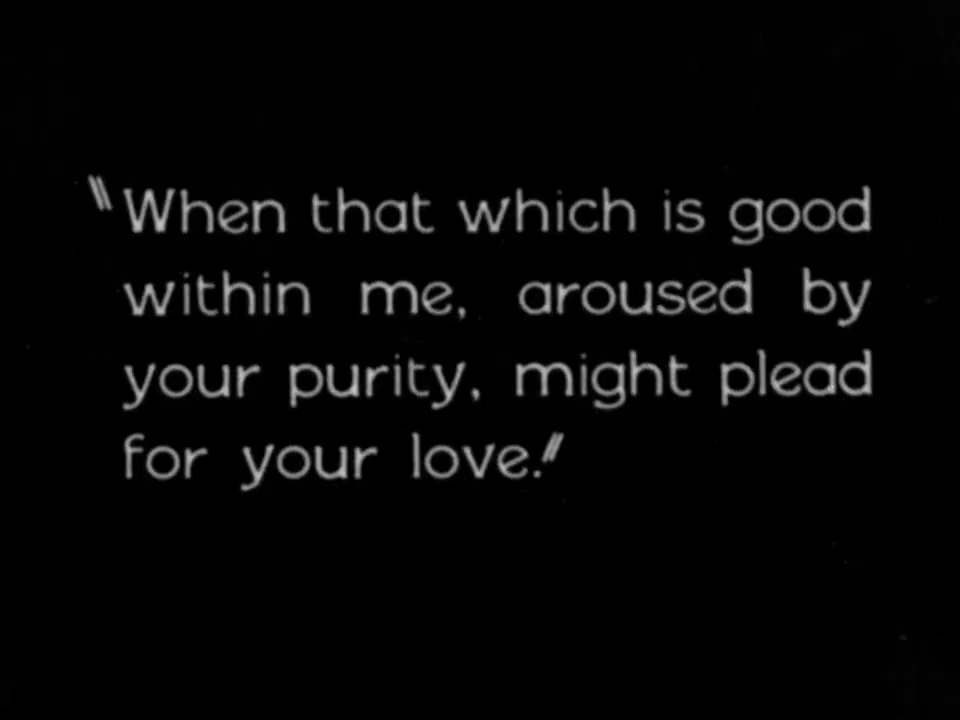 "When that which is good
within me, aroused by
your purity, might plead
for your love."